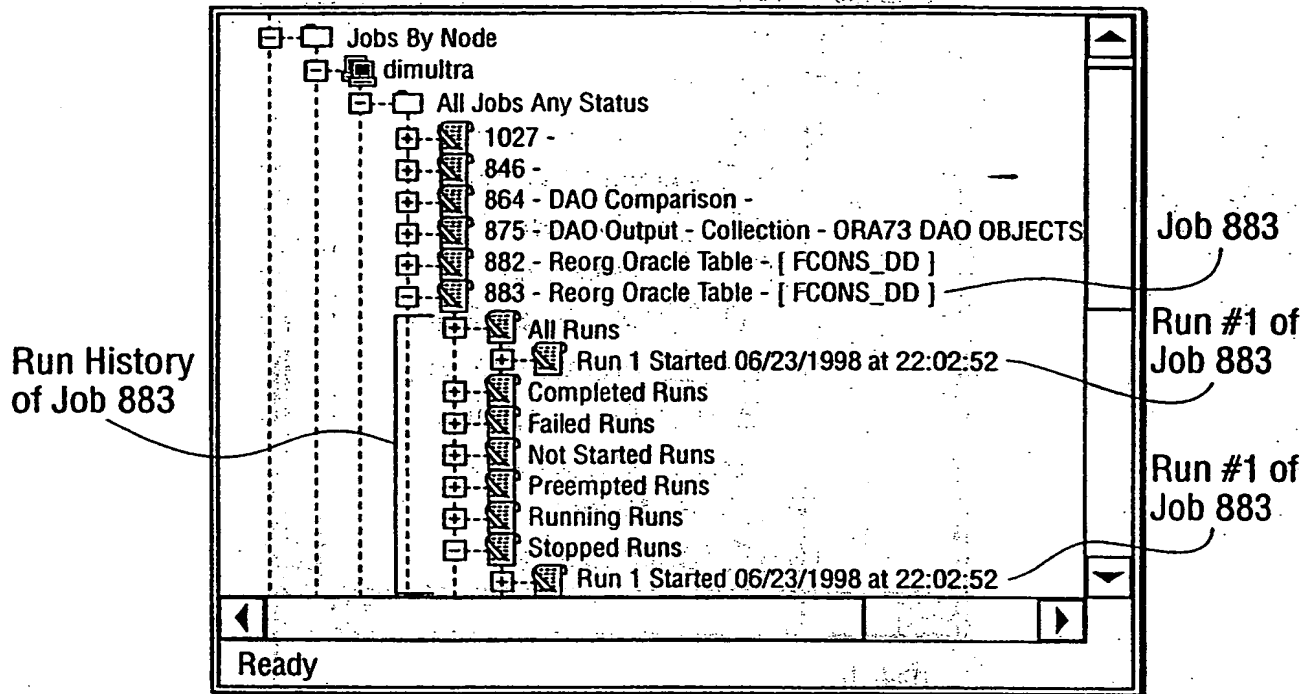 Jobs By Node
dimultra
All Jobs Any Status
1027 -
846 -
864 - DAO Comparison -
875 - DAO Output - Collection - ORA73 DAO OBJECTS
882 - Reorg Oracle Table - [ FCONS_DD ]
883 - Reorg Oracle Table - [ FCONS_DD ]
All Runs
Run 1 Started 06/23/1998 at 22:02:52
Completed Runs
Failed Runs
Not Started Runs
Preempted Runs
Running Runs
Stopped Runs
Run 1 Started 06/23/1998 at 22:02:52
Ready
Run History
of Job 883
Job 883
Run #1 of
Job 883
Run #1 of
Job 883